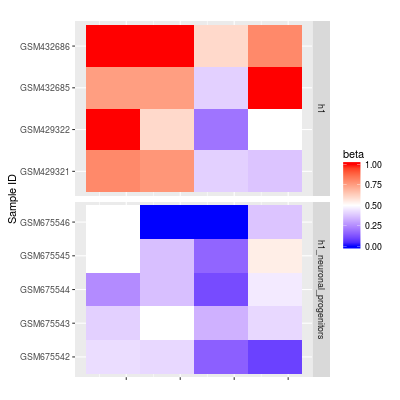 Sample ID
GSM432686
GSM432685
GSM429322
GSM429321
h1
GSM675546
GSM675545
GSM675544
GSM675543
GSM675542
h1_neuronal_progenitors
beta
1.00
0.75
0.50
0.25
0.00